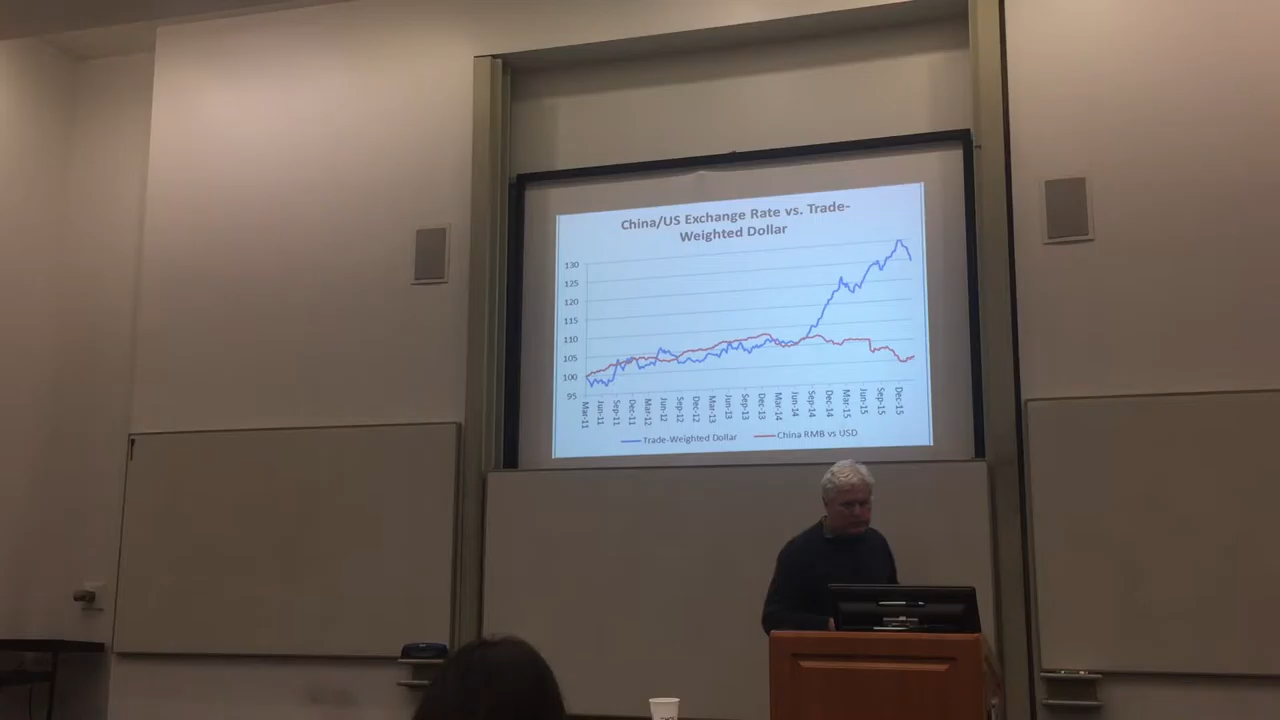 China/US Exchange Rate vs. Trade-
Weighted Dollar
130
125
120
115
110
105
100
95
Mar-11
Jun-11
Sep-11
Dec-11
Mar-12
Jun-12
Sep-12
Dec-12
Mar-13
Jun-13
Sep-13
Dec-13
Mar-14
Jun-14
Sep-14
Dec-14
Mar-15
Jun-15
Sep-15
Dec-15
Trade-Weighted Dollar
China RMB vs USD